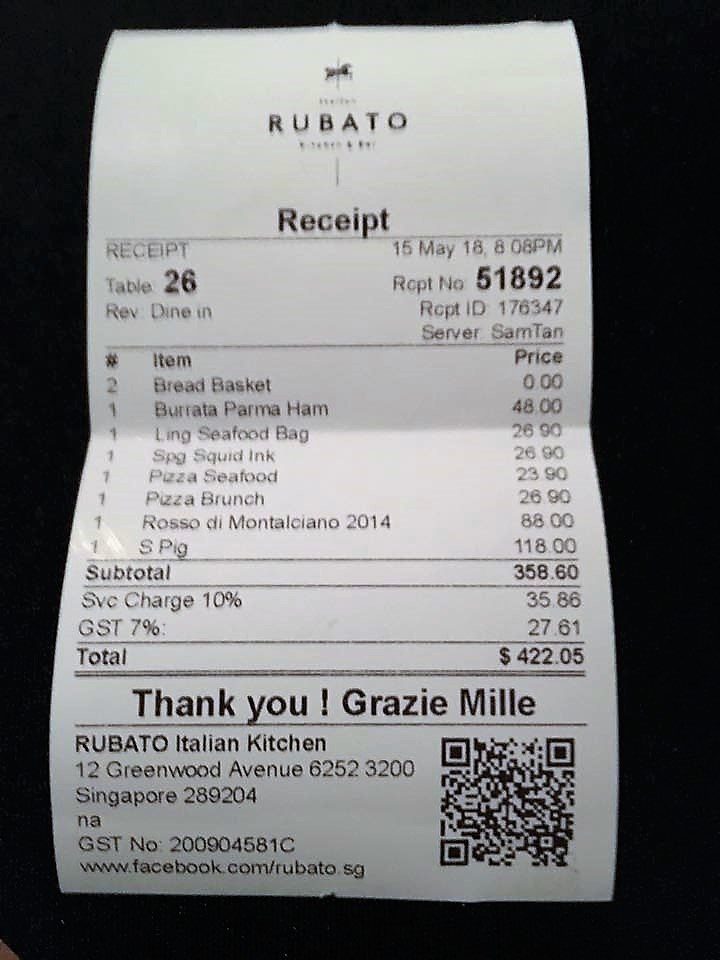 Italian
RUBATO
Kitchen & Bar
Receipt
RECEIPT 15 May 18, 8:08PM
Table: 26 Rcpt No: 51892
Rev: Dine in Rcpt ID: 176347
Server: SamTan
# Item Price
2 Bread Basket 0.00
1 Burrata Parma Ham 48.00
1 Ling Seafood Bag 26.90
1 Spg Squid Ink 26.90
1 Pizza Seafood 23.90
1 Pizza Brunch 26.90
1 Rosso di Montalciano 2014 88.00
1 S Pig 118.00
Subtotal 358.60
Svc Charge 10% 35.86
GST 7%: 27.61
Total $ 422.05
Thank you ! Grazie Mille
RUBATO Italian Kitchen
12 Greenwood Avenue 6252 3200
Singapore 289204
na
GST No: 200904581C
www.facebook.com/rubato.sg